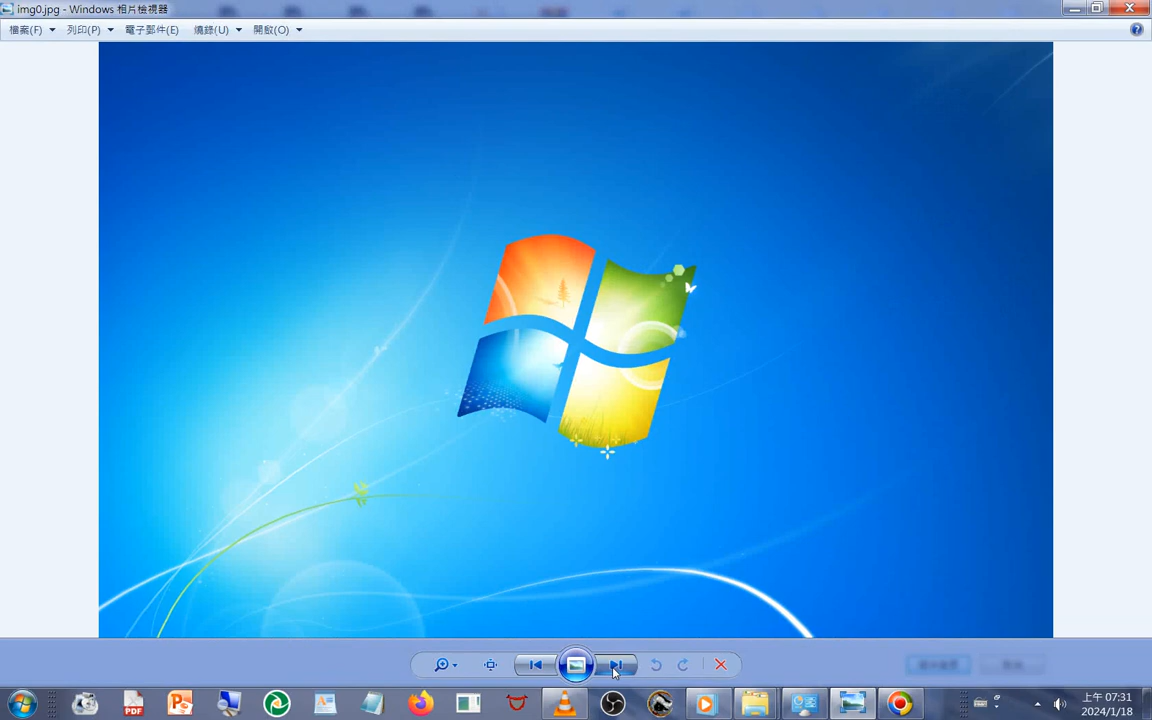 img0.jpg - Windows 相片檢視器
檔案(F) 列印(P) 電子郵件(E) 燒錄(U) 開啟(O)
上午 07:31
2024/1/18
PDF